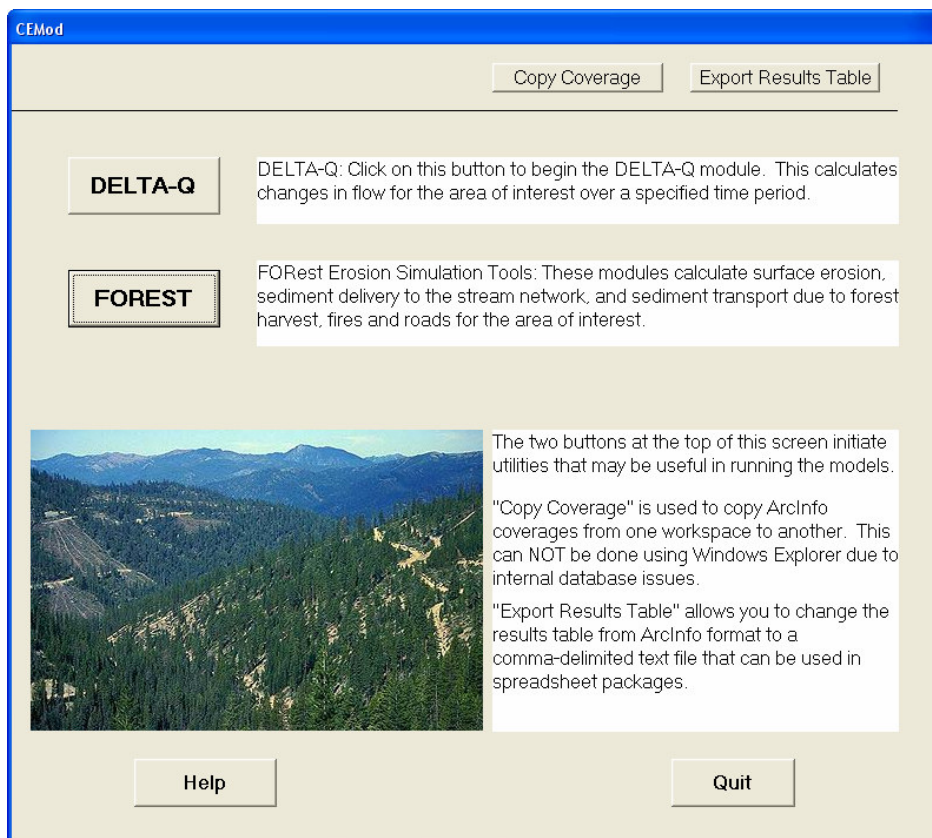 CEMod
Copy Coverage
Export Results Table
DELTA-Q
DELTA-Q: Click on this button to begin the DELTA-Q module. This calculates
changes in flow for the area of interest over a specified time period.
FOREST
FORest Erosion Simulation Tools: These modules calculate surface erosion,
sediment delivery to the stream network, and sediment transport due to forest
harvest, fires and roads for the area of interest.
The two buttons at the top of this screen initiate
utilities that may be useful in running the models.
"Copy Coverage" is used to copy ArcInfo
coverages from one workspace to another. This
can NOT be done using Windows Explorer due to
internal database issues.
"Export Results Table" allows you to change the
results table from ArcInfo format to a
comma-delimited text file that can be used in
spreadsheet packages.
Help
Quit